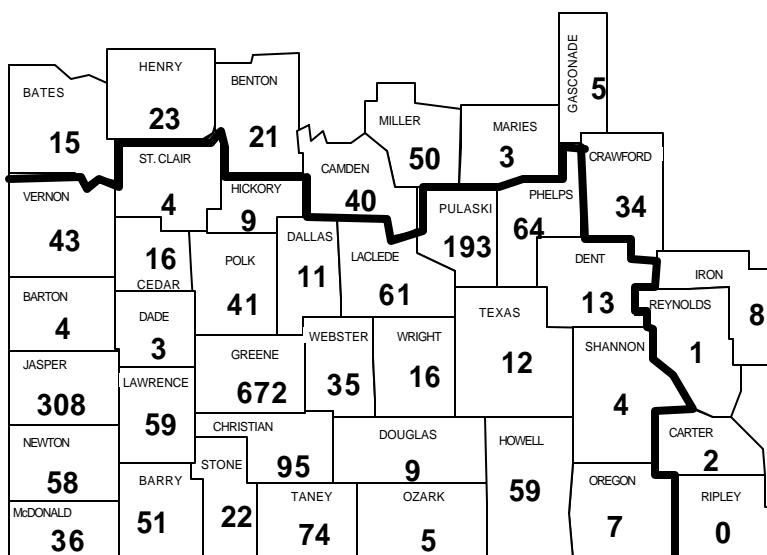 GASCONADE
5
HENRY
23
BENTON
21
BATES
15
MILLER
50
MARIES
3
CRAWFORD
34
ST. CLAIR
4
CAMDEN
40
HICKORY
9
VERNON
43
PULASKI
193
PHELPS
64
DALLAS
11
16
CEDAR
POLK
41
LACLEDE
61
DENT
13
IRON
8
BARTON
4
DADE
3
TEXAS
12
REYNOLDS
1
WEBSTER
35
WRIGHT
16
SHANNON
4
GREENE
672
JASPER
308
LAWRENCE
59
CHRISTIAN
95
DOUGLAS
9
HOWELL
59
CARTER
2
NEWTON
58
STONE
22
BARRY
51
TANEY
74
OZARK
5
OREGON
7
RIPLEY
0
McDONALD
36